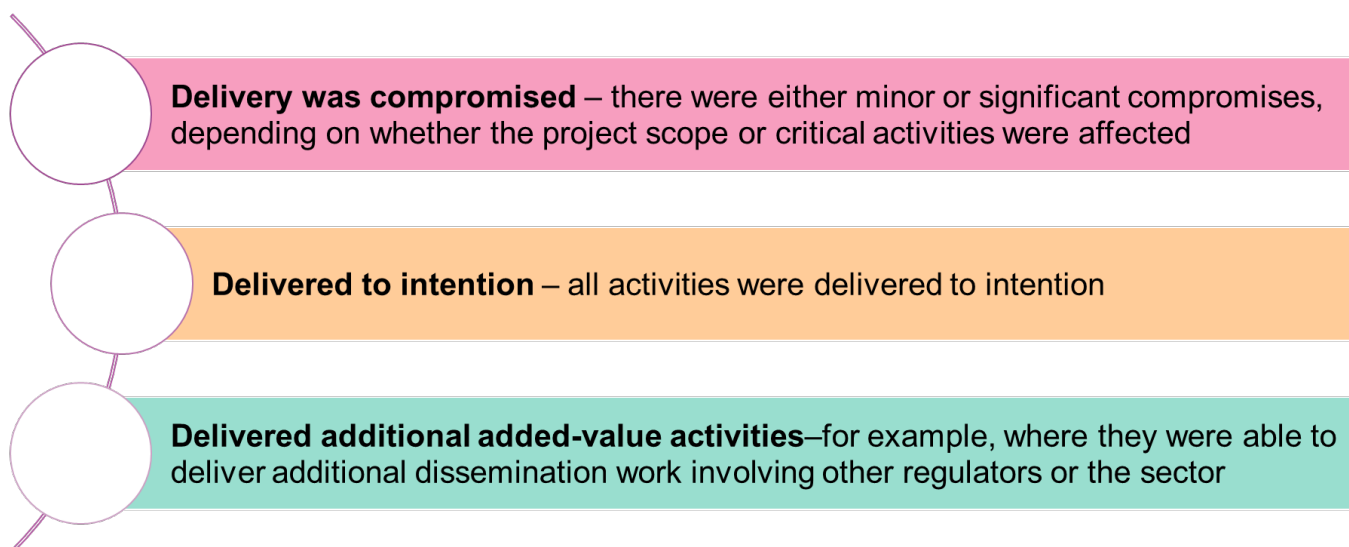 Delivery was compromised – there were either minor or significant compromises,
depending on whether the project scope or critical activities were affected
Delivered to intention – all activities were delivered to intention
Delivered additional added-value activities–for example, where they were able to
deliver additional dissemination work involving other regulators or the sector